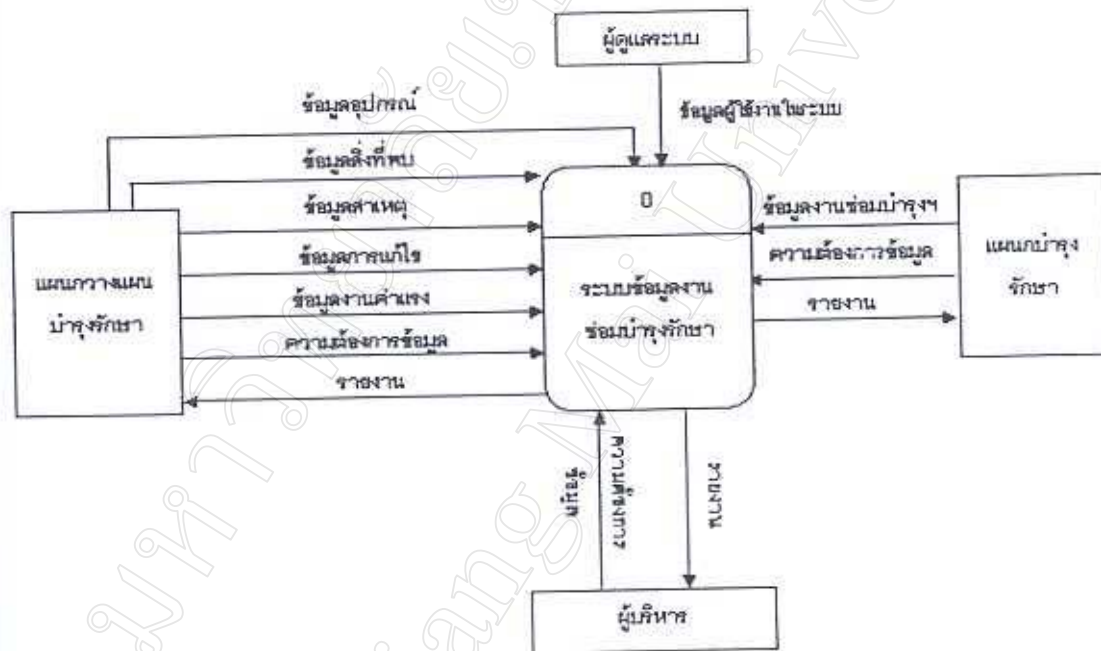 ผู้ดูแลระบบ
ข้อมูลอุปกรณ์
ข้อมูลผู้ใช้งานในระบบ
ข้อมูลสิ่งที่พบ
0
ข้อมูลสาเหตุ
ข้อมูลงานซ่อมบำรุงฯ
ข้อมูลการแก้ไข
ความต้องการข้อมูล
แผนกวางแผน
บำรุงรักษา
ระบบข้อมูลงาน
ซ่อมบำรุงรักษา
แผนกบำรุง
รักษา
ข้อมูลงานค่าแรง
รายงาน
ความต้องการข้อมูล
รายงาน
ความต้องการ
ข้อมูล
รายงาน
ผู้บริหาร
Chiang Mai Univ